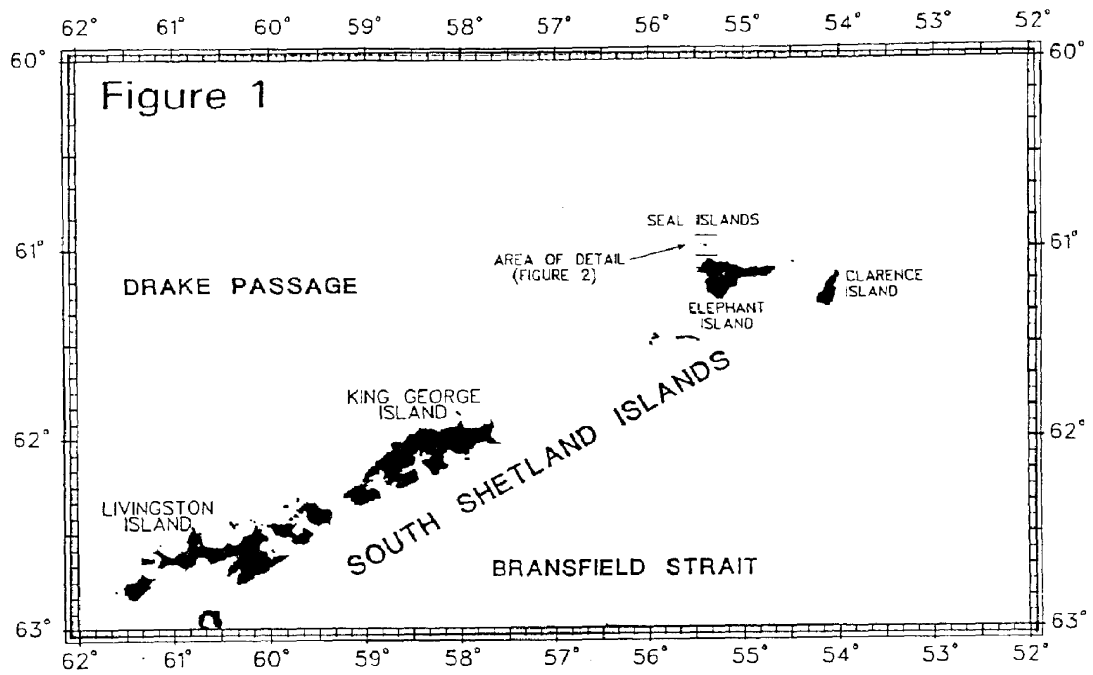 62° 61° 60° 59° 58° 57° 56° 55° 54° 53° 52°
60° 60°
Figure 1
SEAL ISLANDS
61° 61°
AREA OF DETAIL
(FIGURE 2)
DRAKE PASSAGE
CLARENCE
ISLAND
ELEPHANT
ISLAND
KING GEORGE
ISLAND
62° 62°
SOUTH SHETLAND ISLANDS
LIVINGSTON
ISLAND
BRANSFIELD STRAIT
63° 63°
62° 61° 60° 59° 58° 57° 56° 55° 54° 53° 52°